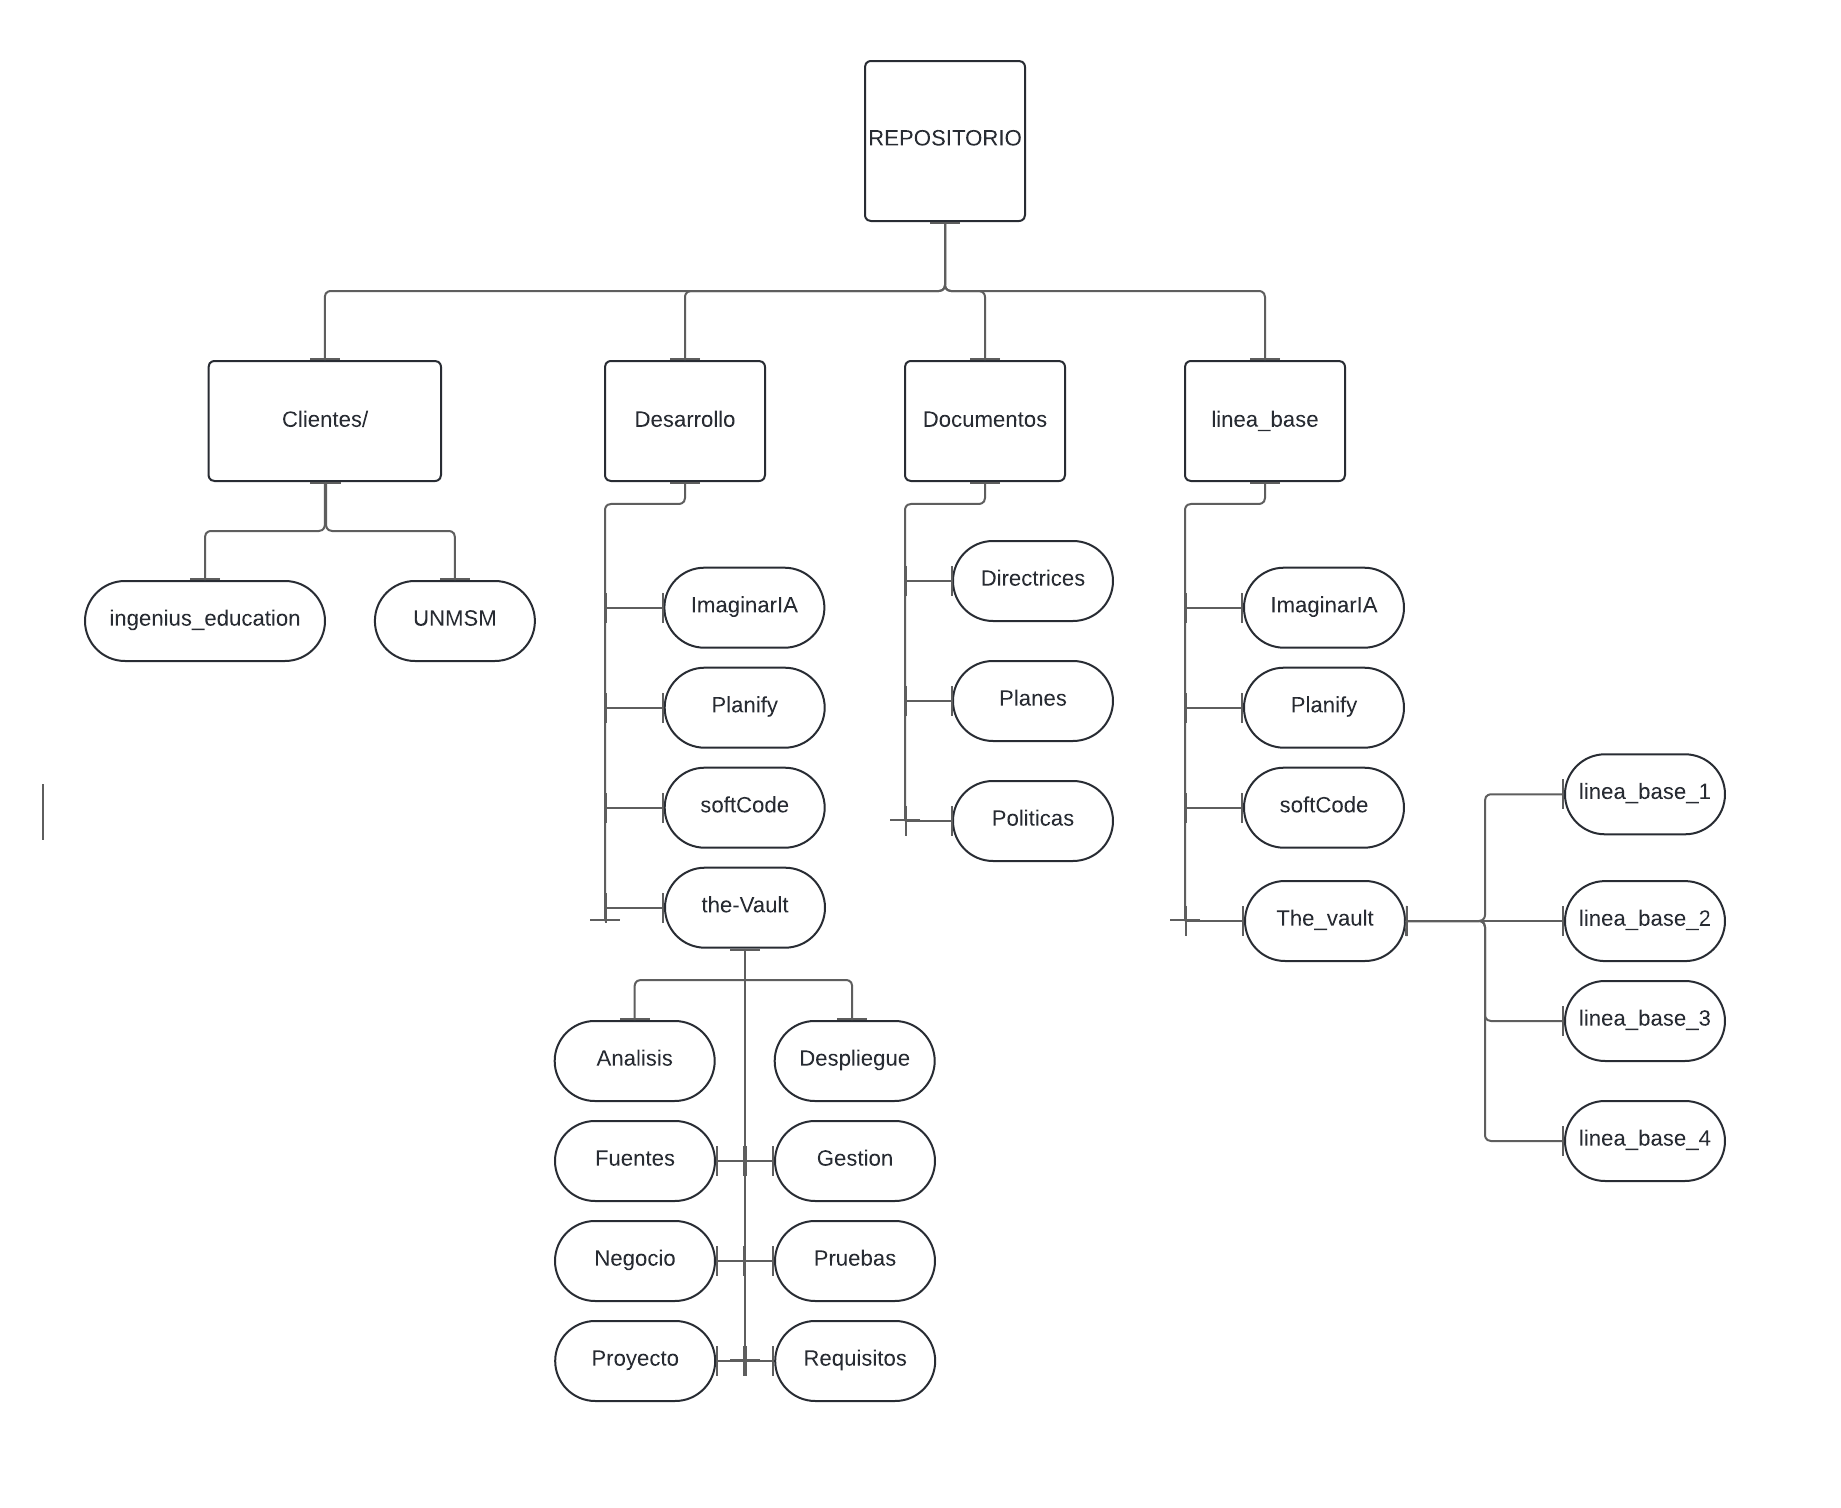 REPOSITORIO
Clientes/
Desarrollo
Documentos
linea_base
ingenius_education
UNMSM
ImaginarIA
Planify
softCode
the-Vault
Analisis
Despliegue
Fuentes
Gestion
Negocio
Pruebas
Proyecto
Requisitos
Directrices
Planes
Politicas
ImaginarIA
Planify
softCode
The_vault
linea_base_1
linea_base_2
linea_base_3
linea_base_4